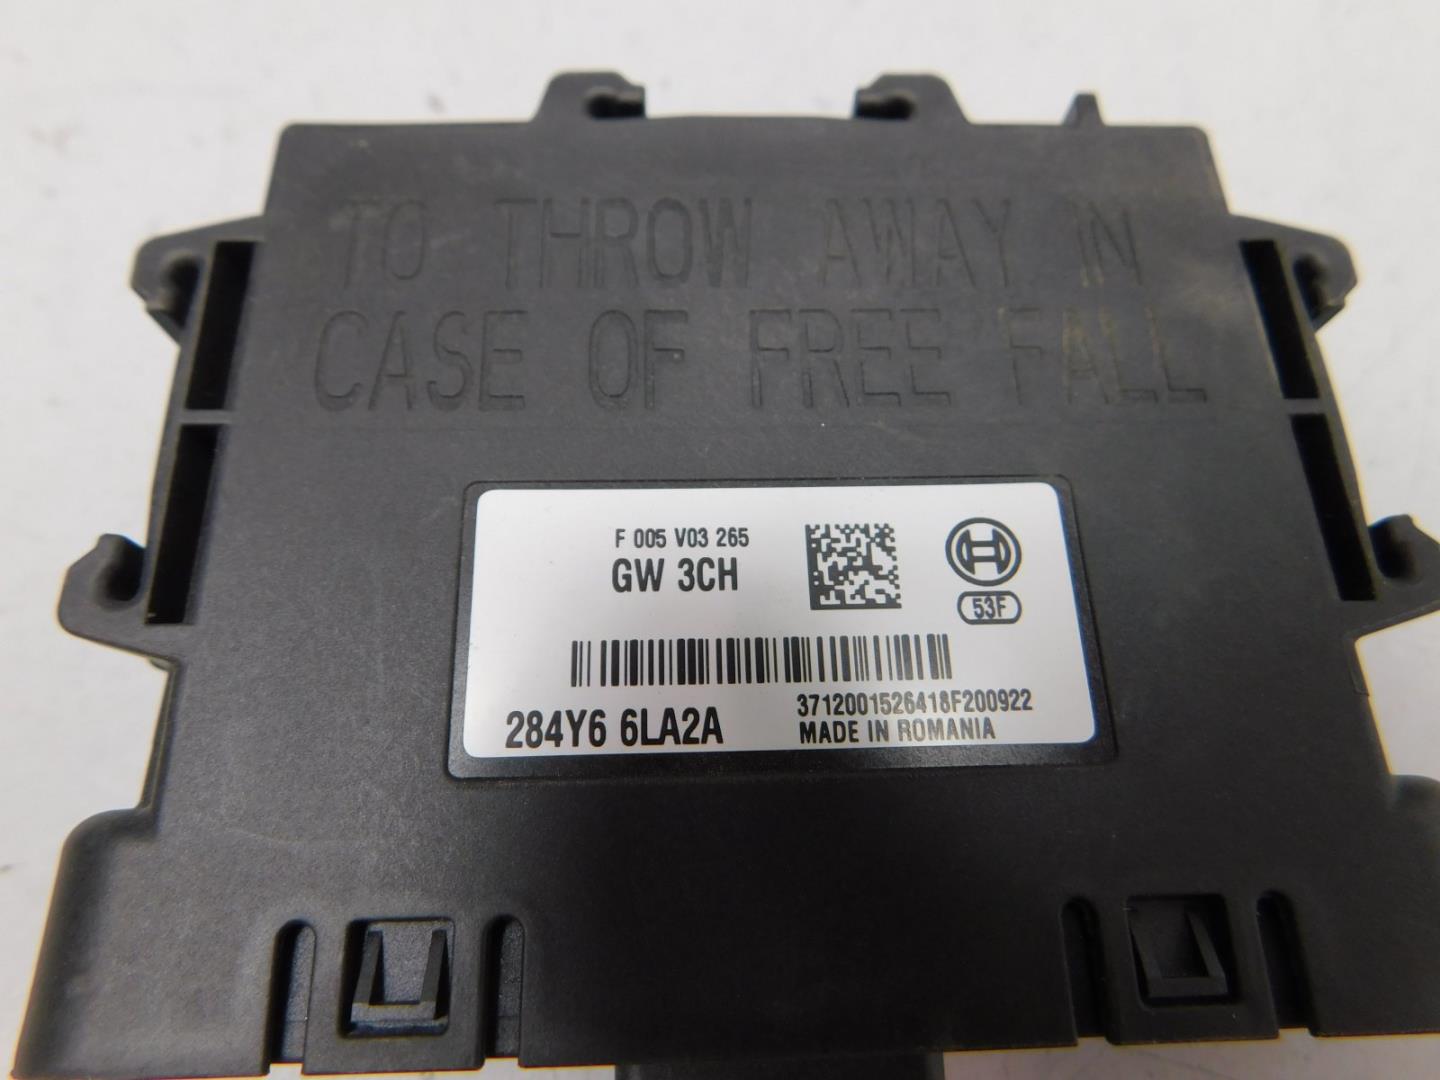 TO THROW AWAY IN
CASE OF FREE FALL
F 005 V03 265
GW 3CH
53F
284Y6 6LA2A
3712001526418F200922
MADE IN ROMANIA